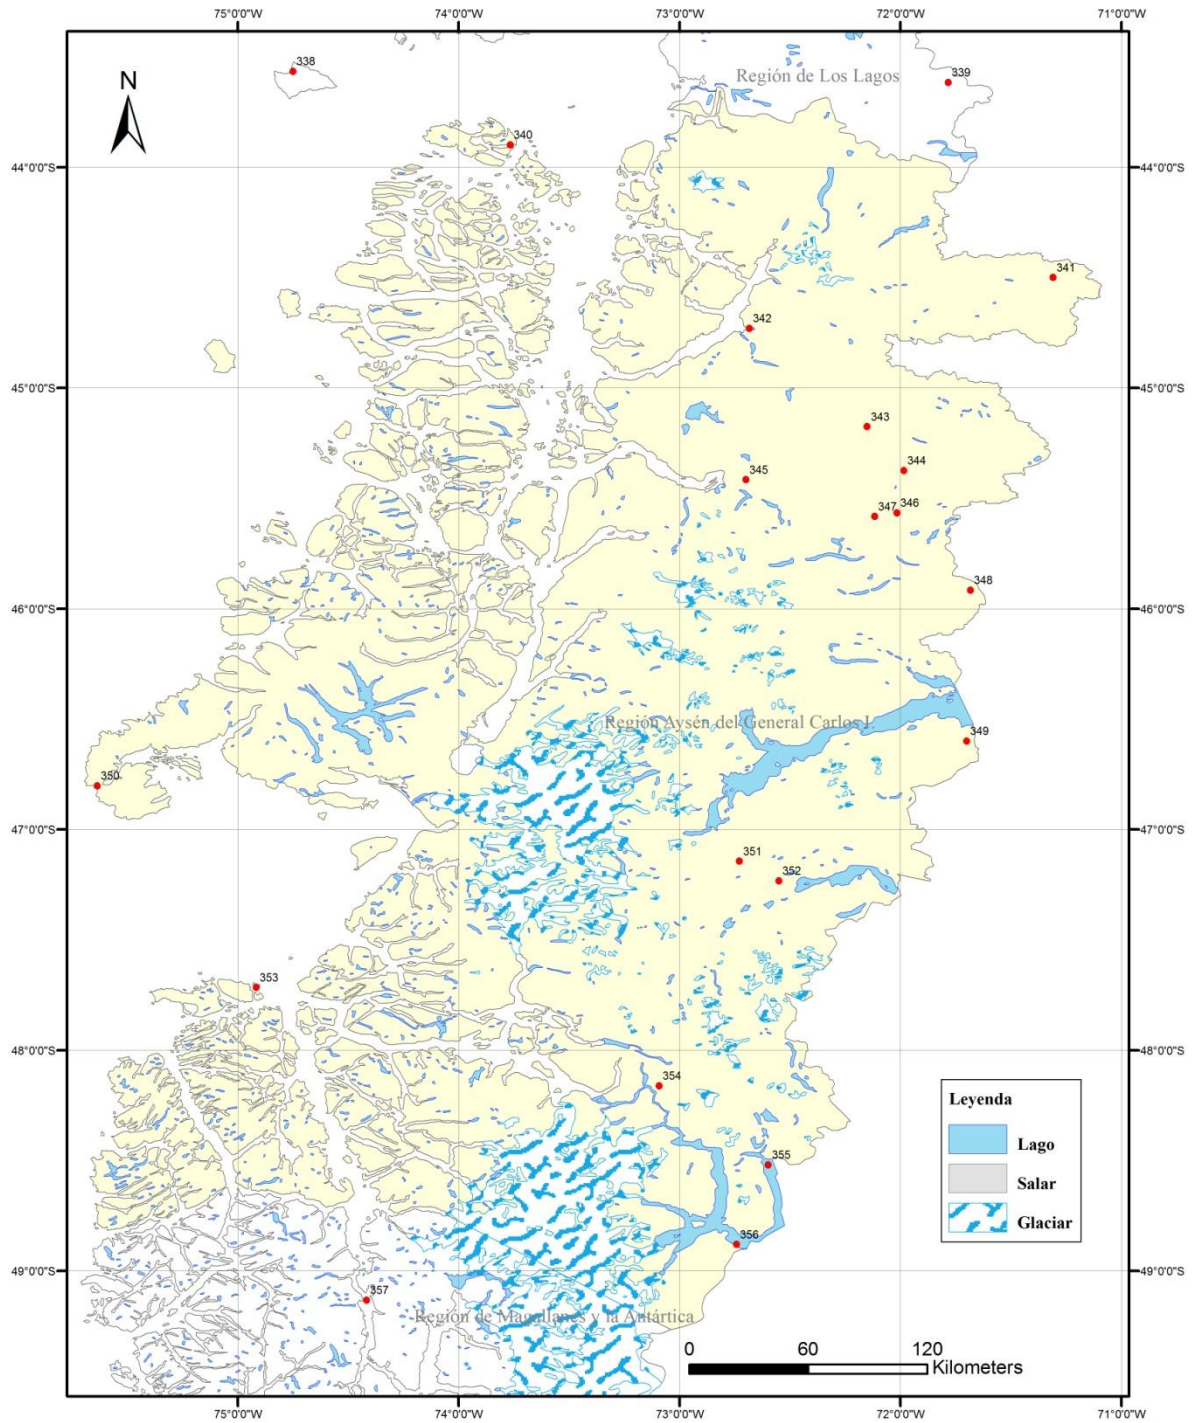 75°0'0"W 74°0'0"W 73°0'0"W 72°0'0"W 71°0'0"W
338
Región de Los Lagos
339
N
340
44°0'0"S 44°0'0"S
341
342
45°0'0"S 45°0'0"S
343
344
345
347 346
348
46°0'0"S 46°0'0"S
Región Aysén del General Carlos I.
349
350
47°0'0"S 47°0'0"S
351
352
353
48°0'0"S 48°0'0"S
354
Leyenda
Lago
355
Salar
Glaciar
356
49°0'0"S 49°0'0"S
357
Región de Magallanes y la Antártica
0 60 120
Kilometers
75°0'0"W 74°0'0"W 73°0'0"W 72°0'0"W 71°0'0"W